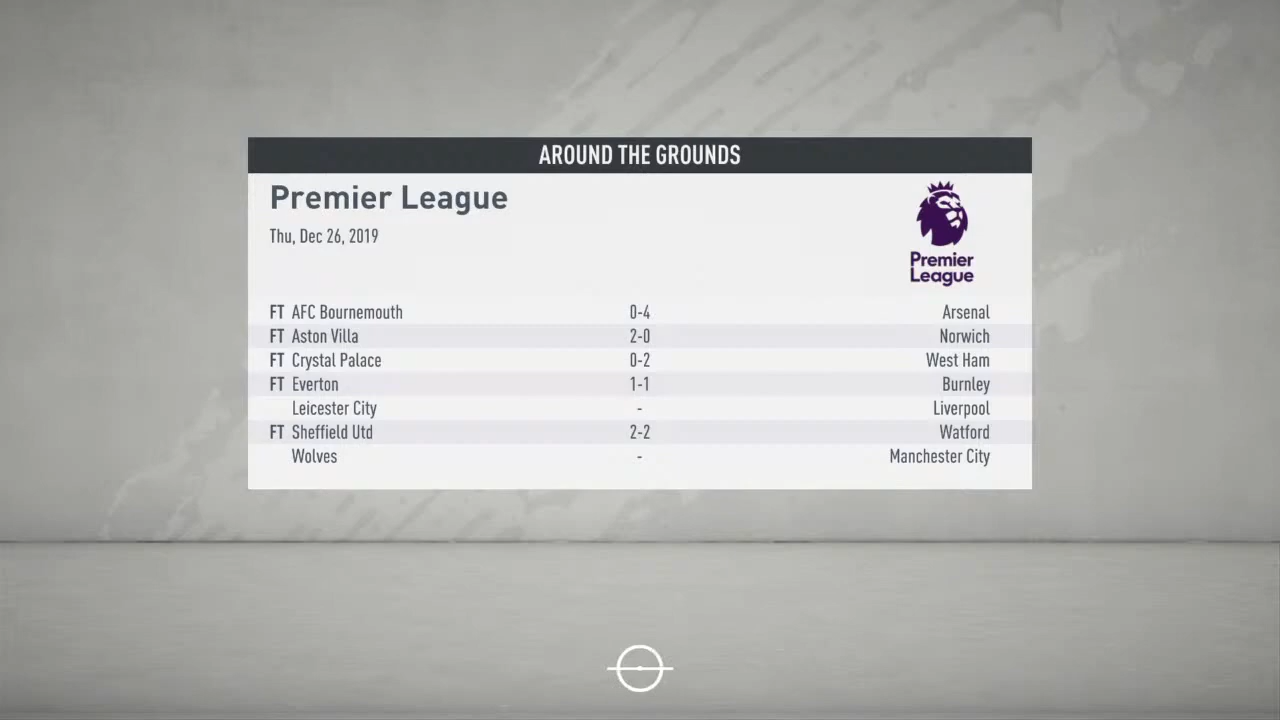 AROUND THE GROUNDS
Premier League
Thu, Dec 26, 2019
Premier
League
FT AFC Bournemouth 0-4 Arsenal
FT Aston Villa 2-0 Norwich
FT Crystal Palace 0-2 West Ham
FT Everton 1-1 Burnley
Leicester City - Liverpool
FT Sheffield Utd 2-2 Watford
Wolves - Manchester City